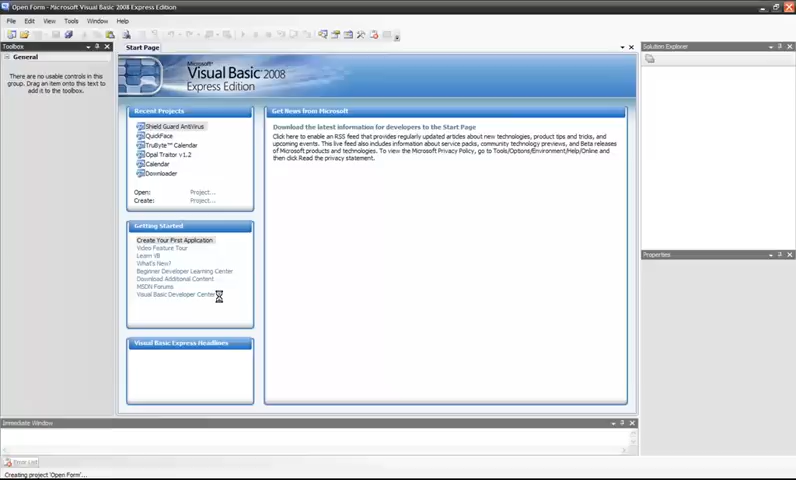 Open Form - Microsoft Visual Basic 2008 Express Edition
File Edit View Tools Window Help
Toolbox
General
There are no usable controls in this
group. Drag an item onto this text to
add it to the toolbox.
Start Page
Microsoft
Visual Basic 2008
Express Edition
Recent Projects
Shield Guard AntiVirus
QuickFace
TruByte™ Calendar
Opal Traitor v1.2
Calendar
Downloader
Open: Project...
Create: Project...
Getting Started
Create Your First Application
Video Feature Tour
Learn VB
What's New?
Beginner Developer Learning Center
Download Additional Content
MSDN Forums
Visual Basic Developer Center
Visual Basic Express Headlines
Get News from Microsoft
Download the latest information for developers to the Start Page
Click here to enable an RSS feed that provides regularly updated articles about new technologies, product tips and tricks, and
upcoming events. This live feed also includes information about service packs, community technology previews, and Beta releases
of Microsoft products and technologies. To view the Microsoft Privacy Policy, go to Tools/Options/Environment/Help/Online and
then click Read the privacy statement.
Solution Explorer
Properties
Immediate Window
Error List
Creating project 'Open Form'...